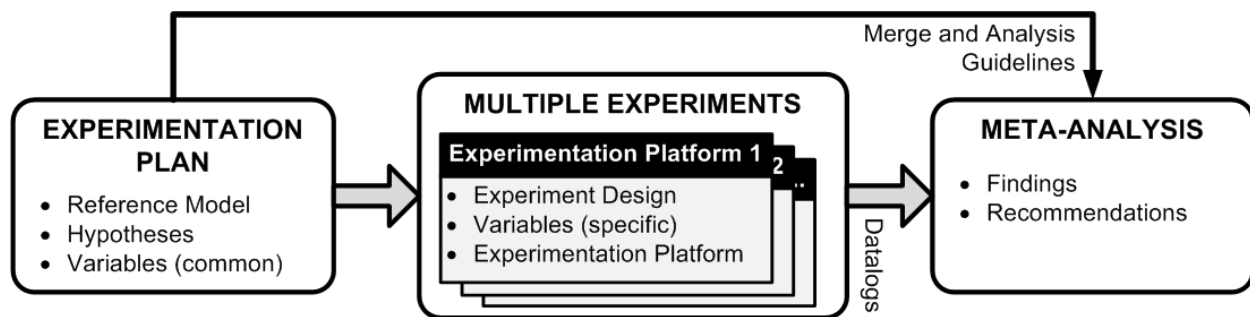 Merge and Analysis
Guidelines
EXPERIMENTATION
PLAN
• Reference Model
• Hypotheses
• Variables (common)
MULTIPLE EXPERIMENTS
Experimentation Platform 1
2
..
• Experiment Design
• Variables (specific)
• Experimentation Platform
Datalogs
META-ANALYSIS
• Findings
• Recommendations